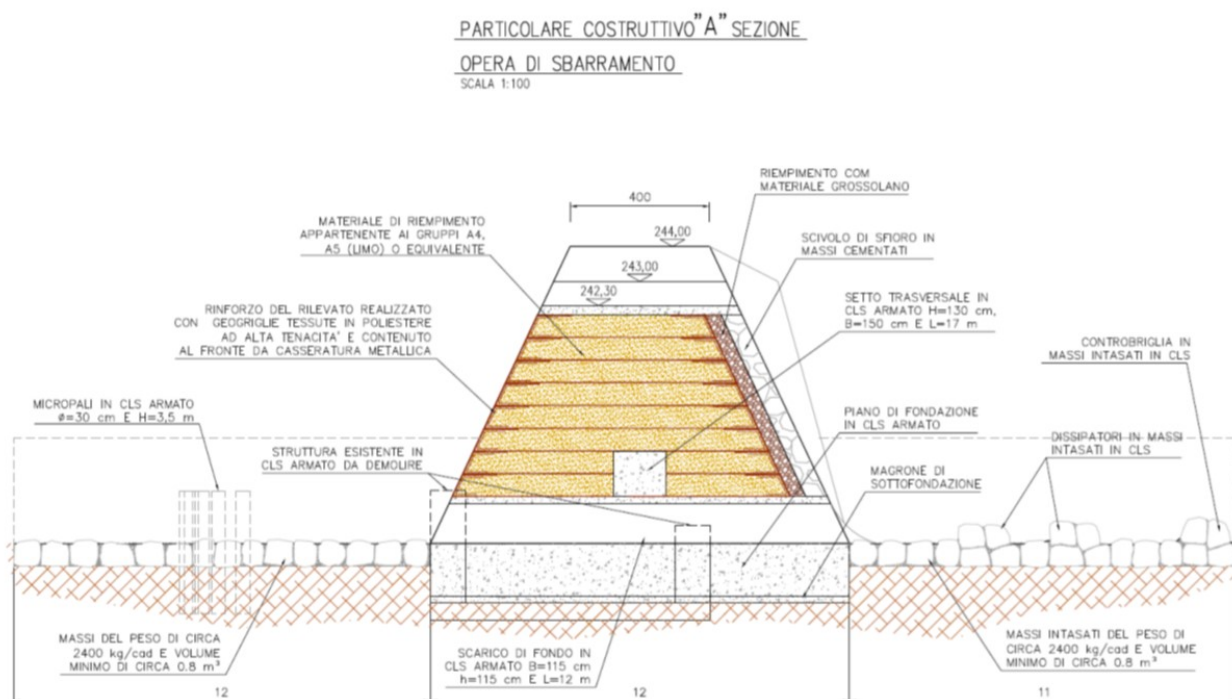 PARTICOLARE COSTRUTTIVO"A" SEZIONE
OPERA DI SBARRAMENTO
SCALA 1:100
RIEMPIMENTO COM
MATERIALE GROSSOLANO
400
MATERIALE DI RIEMPIMENTO
APPARTENENTE AI GRUPPI A4,
A5 (LIMO) O EQUIVALENTE
244,00
SCIVOLO DI SFIORO IN
MASSI CEMENTATI
243,00
242,30
SETTO TRASVERSALE IN
CLS ARMATO H=130 cm,
B=150 cm E L=17 m
RINFORZO DEL RILEVATO REALIZZATO
CON GEOGRIGLIE TESSUTE IN POLIESTERE
AD ALTA TENACITA' E CONTENUTO
AL FRONTE DA CASSERATURA METALLICA
CONTROBRIGLIA IN
MASSI INTASATI IN CLS
MICROPALI IN CLS ARMATO
ø=30 cm E H=3,5 m
PIANO DI FONDAZIONE
IN CLS ARMATO
STRUTTURA ESISTENTE IN
CLS ARMATO DA DEMOLIRE
DISSIPATORI IN MASSI
INTASATI IN CLS
MAGRONE DI
SOTTOFONDAZIONE
MASSI DEL PESO DI CIRCA
2400 kg/cad E VOLUME
MINIMO DI CIRCA 0.8 m³
SCARICO DI FONDO IN
CLS ARMATO B=115 cm
h=115 cm E L=12 m
MASSI INTASATI DEL PESO DI
CIRCA 2400 kg/cad E VOLUME
MINIMO DI CIRCA 0.8 m³
12
12
11